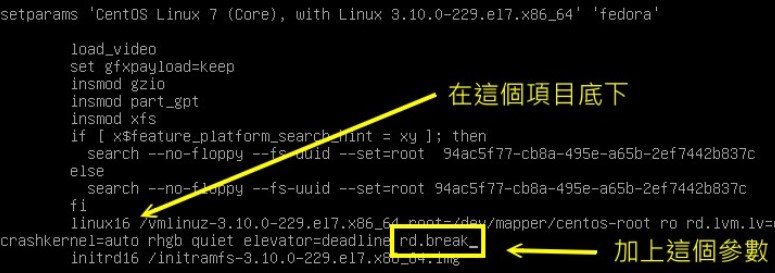 setparams 'CentOS Linux 7 (Core), with Linux 3.10.0-229.el7.x86_64' 'fedora'
load_video
set gfxpayload=keep
insmod gzio
insmod part_gpt
insmod xfs
在這個項目底下
if [ x$feature_platform_search_hint = xy ]; then
search --no-floppy --fs-uuid --set=root 94ac5f77-cb8a-495e-a65b-2ef7442b837c
else
search --no-floppy --fs-uuid --set=root 94ac5f77-cb8a-495e-a65b-2ef7442b837c
fi
linux16 /vmlinuz-3.10.0-229.el7.x86_64 root=/dev/mapper/centos-root ro rd.lvm.lv=
crashkernel=auto rhgb quiet elevator=deadline rd.break_
initrd16 /initramfs-3.10.0-229.el7.x86_64.img
加上這個參數